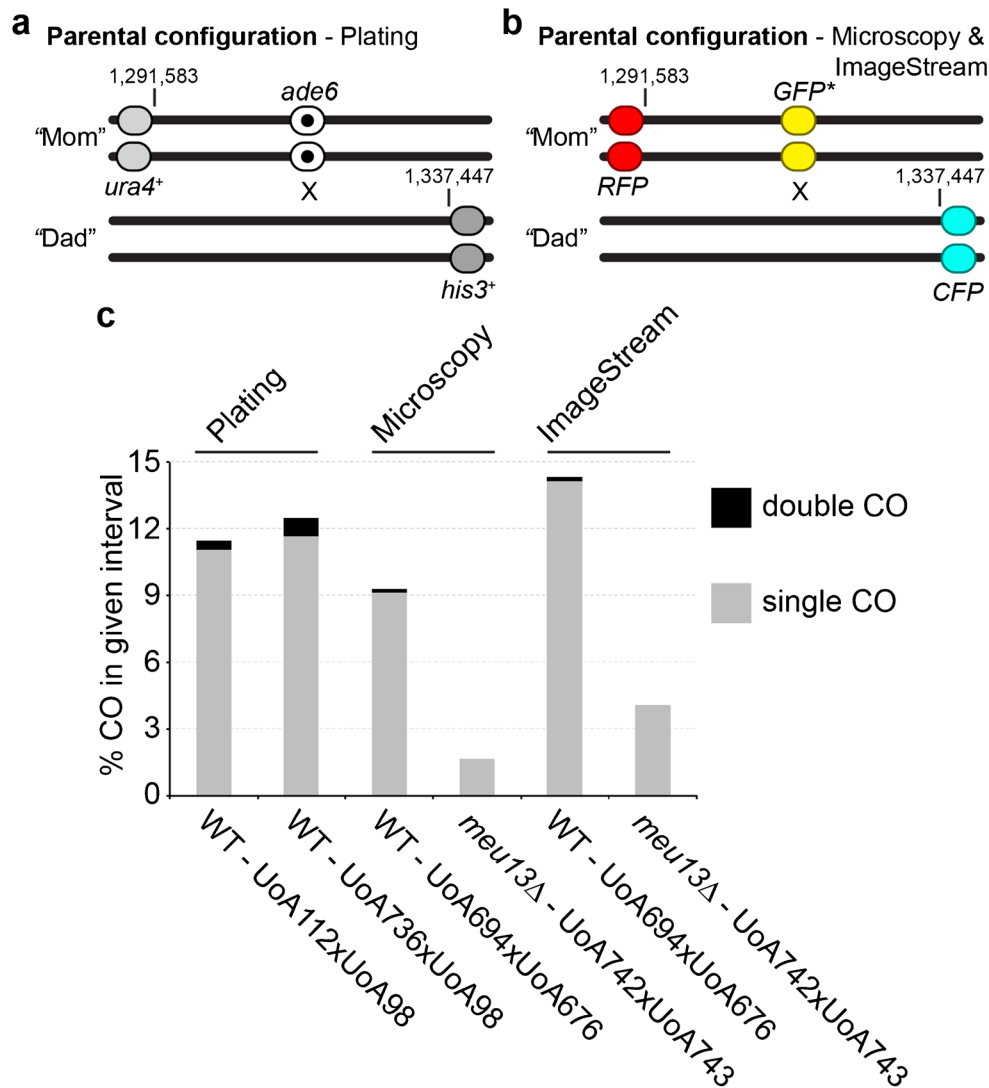 a Parental configuration - Plating
1,291,583
ade6
“Mom”
ura4+
X
1,337,447
“Dad”
his3+
b Parental configuration - Microscopy &
ImageStream
1,291,583
GFP*
“Mom”
RFP
X
1,337,447
“Dad”
CFP
c
Plating
Microscopy
ImageStream
% CO in given interval
15
12
9
6
3
0
double CO
single CO
WT - UoA112xUoA98
WT - UoA736xUoA98
WT - UoA694xUoA676
meu13Δ - UoA742xUoA743
WT - UoA694xUoA676
meu13Δ - UoA742xUoA743